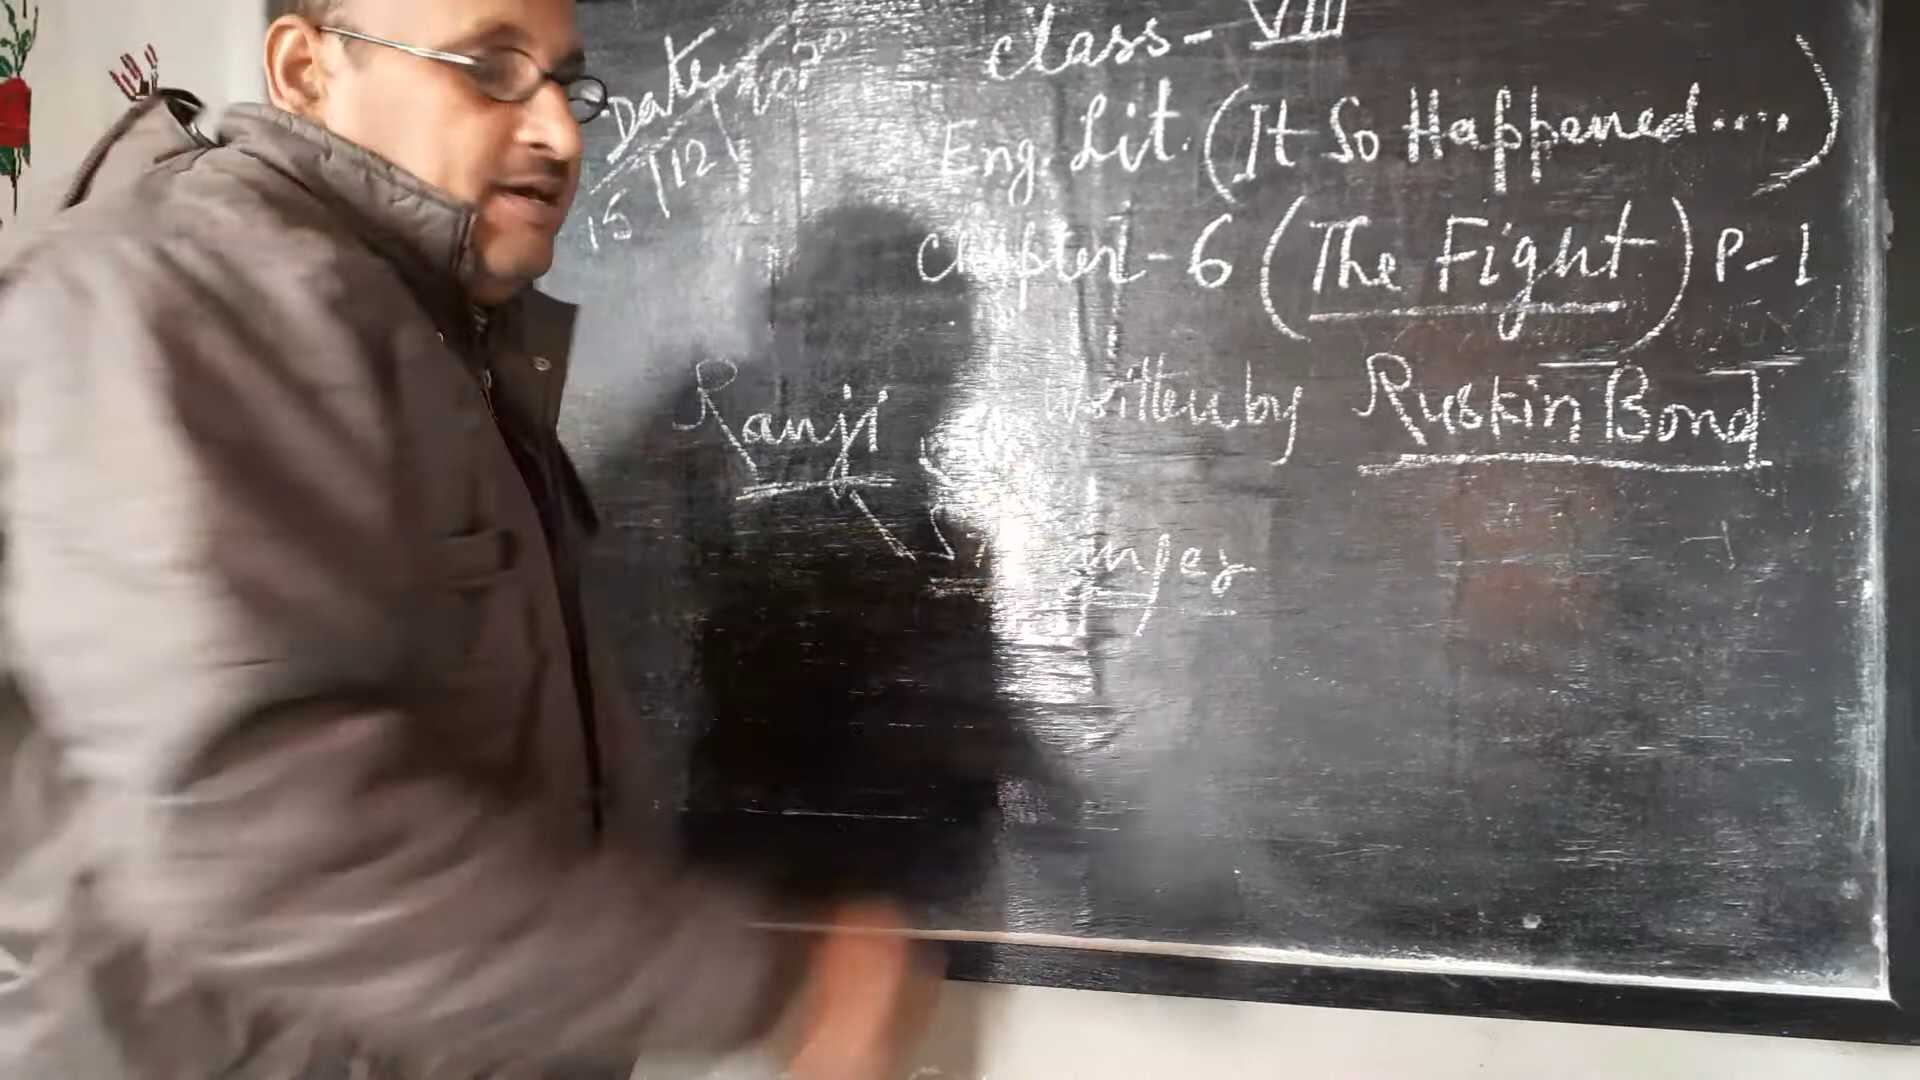 Class - VIII
Date
15/12/2020
Eng. Lit. (It So Happened....)
Chapter - 6 (The Fight) P-1
Written by Ruskin Bond
Ranji